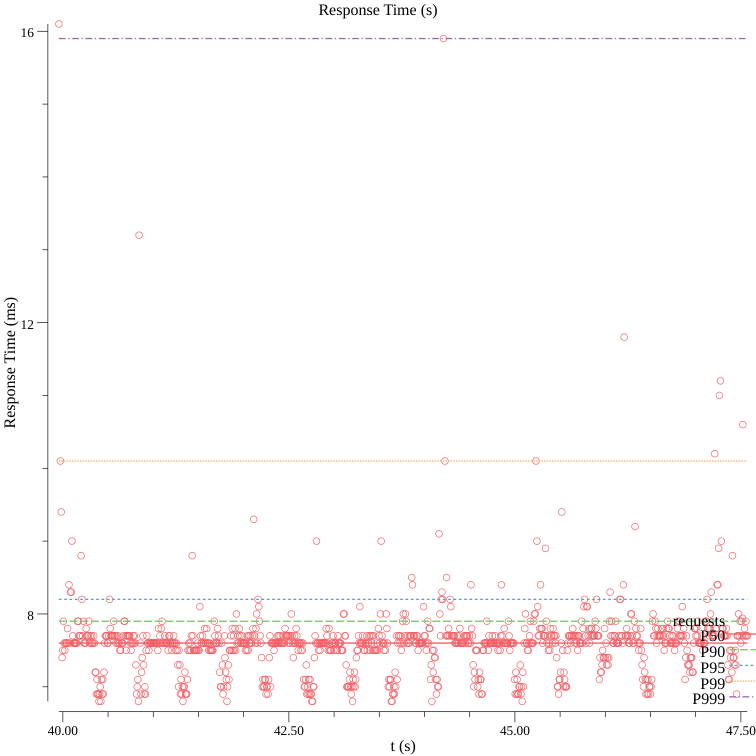 Response Time (s)
16
12
8
Response Time (ms)
requests
P50
P90
P95
P99
P999
40.00
42.50
45.00
47.50
t (s)